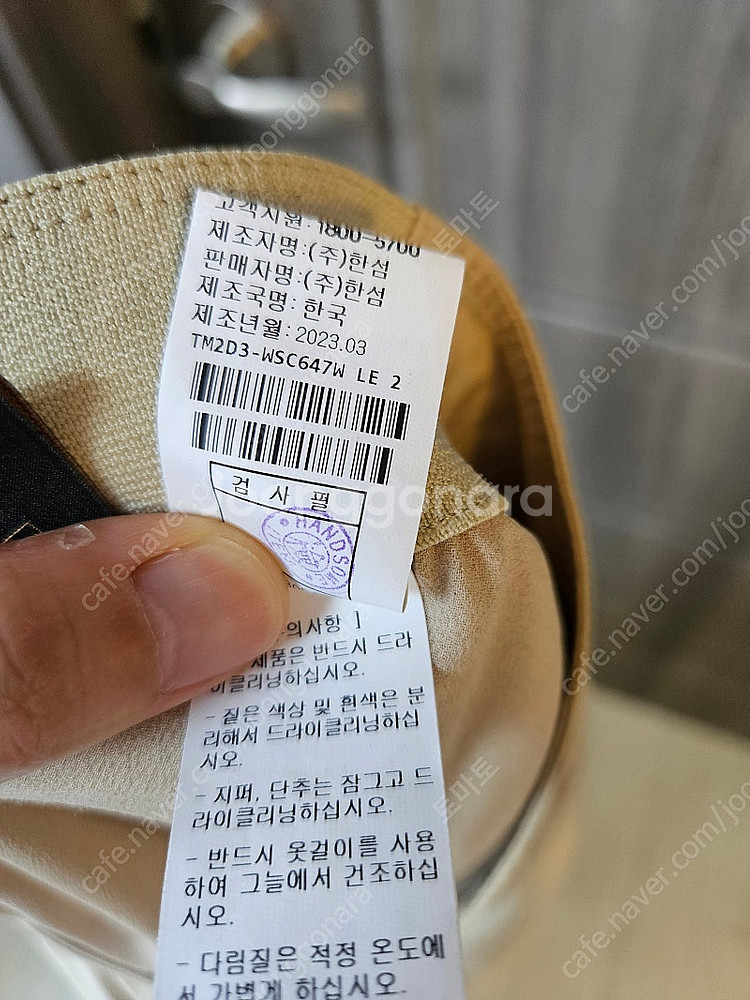 고객지원:1800-5700
제조자명:(주)한섬
판매자명:(주)한섬
제조국명: 한국
제조년월:2023.03
TM2D3-WSC647W LE 2
검 사 필
HANDSOME
의사항 ]
제품은 반드시 드라
이클리닝하십시오.
- 짙은 색상 및 흰색은 분
리해서 드라이클리닝하십
시오.
- 지퍼, 단추는 잠그고 드
라이클리닝하십시오.
- 반드시 옷걸이를 사용
하여 그늘에서 건조하십
시오.
- 다림질은 적정 온도에
서 가볍게 하십시오.
joonggonara
토마토
cafe.naver.com/joonggonara